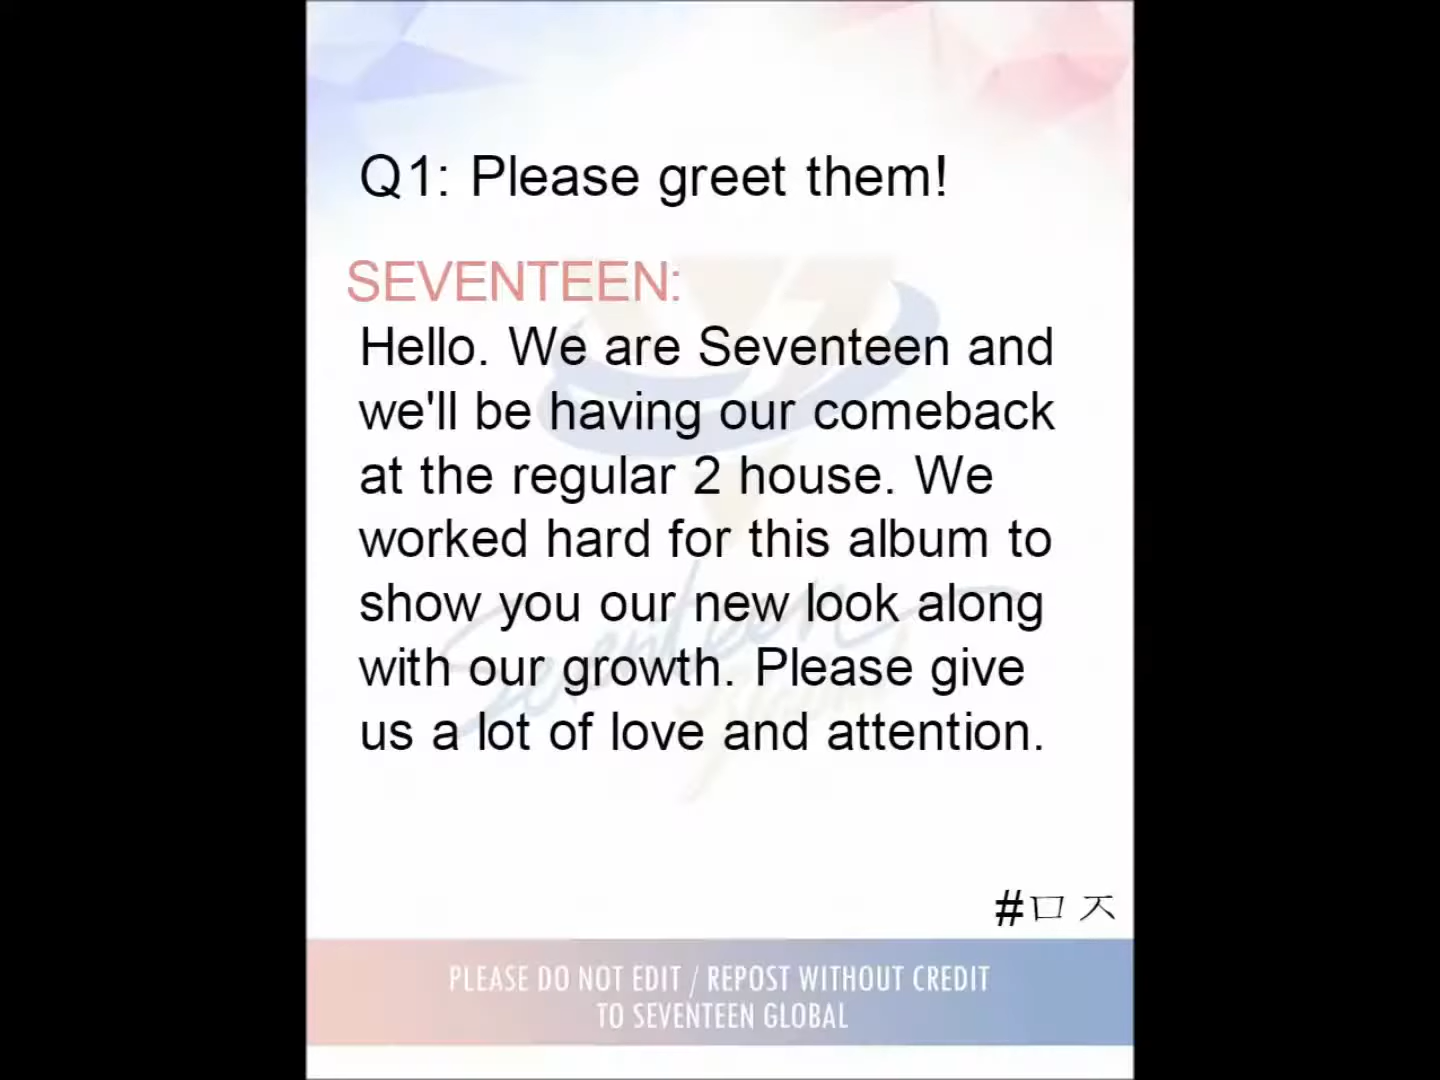 Q1: Please greet them!
SEVENTEEN:
Hello. We are Seventeen and
we'll be having our comeback
at the regular 2 house. We
worked hard for this album to
show you our new look along
with our growth. Please give
us a lot of love and attention.
Seventeen
#ㅁㅈ
PLEASE DO NOT EDIT / REPOST WITHOUT CREDIT
TO SEVENTEEN GLOBAL